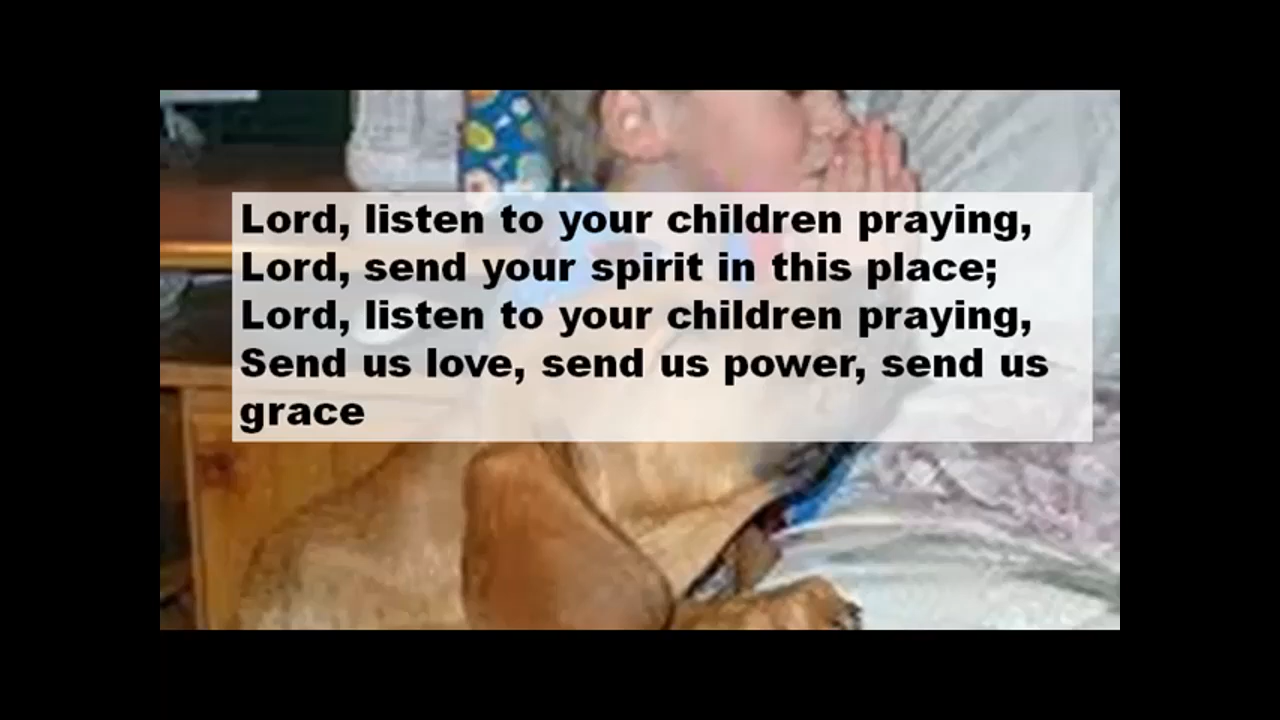 Lord, listen to your children praying,
Lord, send your spirit in this place;
Lord, listen to your children praying,
Send us love, send us power, send us
grace